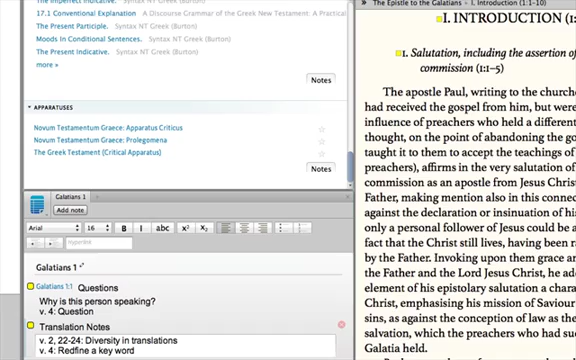 The Imperfect Indicative. Syntax NT Greek (Burton)
17.1 Conventional Explanation A Discourse Grammar of the Greek New Testament: A Practical
The Present Participle. Syntax NT Greek (Burton)
Moods In Conditional Sentences. Syntax NT Greek (Burton)
The Present Indicative. Syntax NT Greek (Burton)
more »
Notes
APPARATUSES
Novum Testamentum Graece: Apparatus Criticus
Novum Testamentum Graece: Prolegomena
The Greek Testament (Critical Apparatus)
Notes
Galatians 1
Add note
Arial 16 B I abc x² x₂
Hyperlink
Galatians 1
Galatians 1:1 Questions
Why is this person speaking?
v. 4: Question
Translation Notes
v. 2, 22-24: Diversity in translations
v. 4: Redfine a key word
» The Epistle to the Galatians › I. Introduction (1:1-10)
I. INTRODUCTION (1:
1. Salutation, including the assertion of
commission (1:1–5)
The apostle Paul, writing to the churche
had received the gospel from him, but were
influence of preachers who held a different
thought, on the point of abandoning the go
taught it to them to accept the teachings of
preachers), affirms in the very salutation of
commission as an apostle from Jesus Christ
Father, making mention also in this connec
against the declaration or insinuation of his
only a personal follower of Jesus could be a
fact that the Christ still lives, having been ra
by the Father. Invoking upon them grace an
the Father and the Lord Jesus Christ, he ad
element of his epistolary salutation a chara
Christ, emphasising his mission of Saviour
sins, as against the conception of law as the
salvation, which the preachers who had suc
Galatia held.